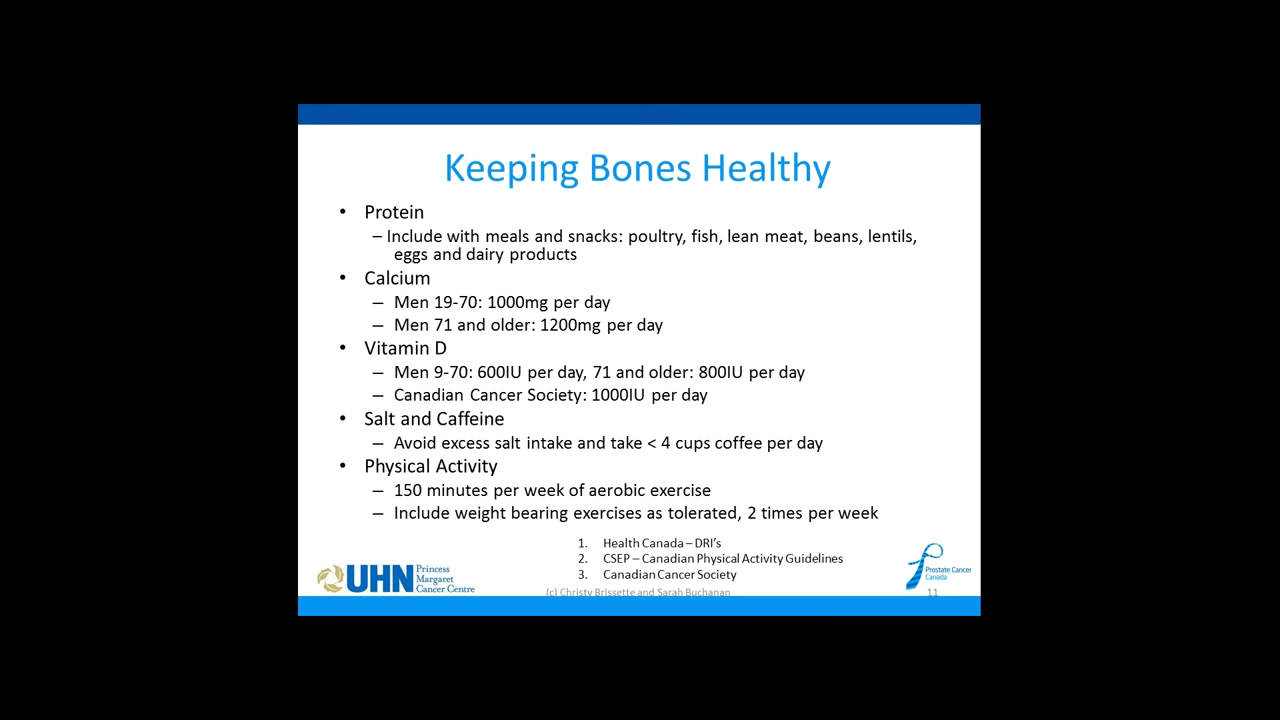 Keeping Bones Healthy
• Protein
– Include with meals and snacks: poultry, fish, lean meat, beans, lentils,
eggs and dairy products
• Calcium
– Men 19-70: 1000mg per day
– Men 71 and older: 1200mg per day
• Vitamin D
– Men 9-70: 600IU per day, 71 and older: 800IU per day
– Canadian Cancer Society: 1000IU per day
• Salt and Caffeine
– Avoid excess salt intake and take < 4 cups coffee per day
• Physical Activity
– 150 minutes per week of aerobic exercise
– Include weight bearing exercises as tolerated, 2 times per week
1. Health Canada – DRI's
2. CSEP – Canadian Physical Activity Guidelines
3. Canadian Cancer Society
UHN Princess
Margaret
Cancer Centre
Prostate Cancer
Canada
(c) Christy Brissette and Sarah Buchanan
11